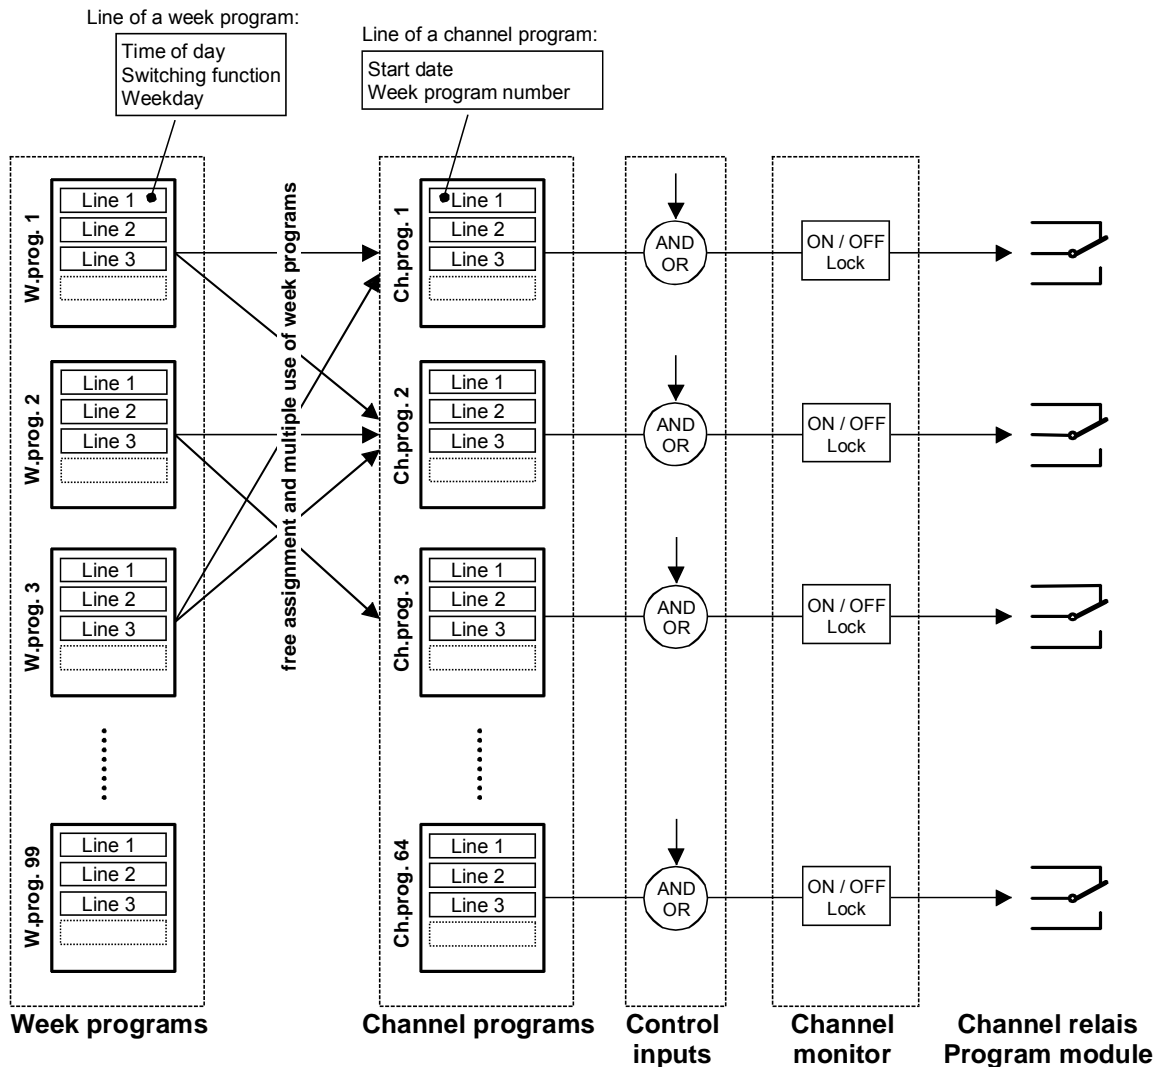 Line of a week program:
Time of day
Switching function
Weekday
Line of a channel program:
Start date
Week program number
W.prog. 1
Line 1
Line 2
Line 3
W.prog. 2
Line 1
Line 2
Line 3
W.prog. 3
Line 1
Line 2
Line 3
W.prog. 99
Line 1
Line 2
Line 3
Week programs
free assignment and multiple use of week programs
Ch.prog. 1
Line 1
Line 2
Line 3
Ch.prog. 2
Line 1
Line 2
Line 3
Ch.prog. 3
Line 1
Line 2
Line 3
Ch.prog. 64
Line 1
Line 2
Line 3
Channel programs
AND
OR
AND
OR
AND
OR
AND
OR
Control
inputs
ON / OFF
Lock
ON / OFF
Lock
ON / OFF
Lock
ON / OFF
Lock
Channel
monitor
Channel relais
Program module